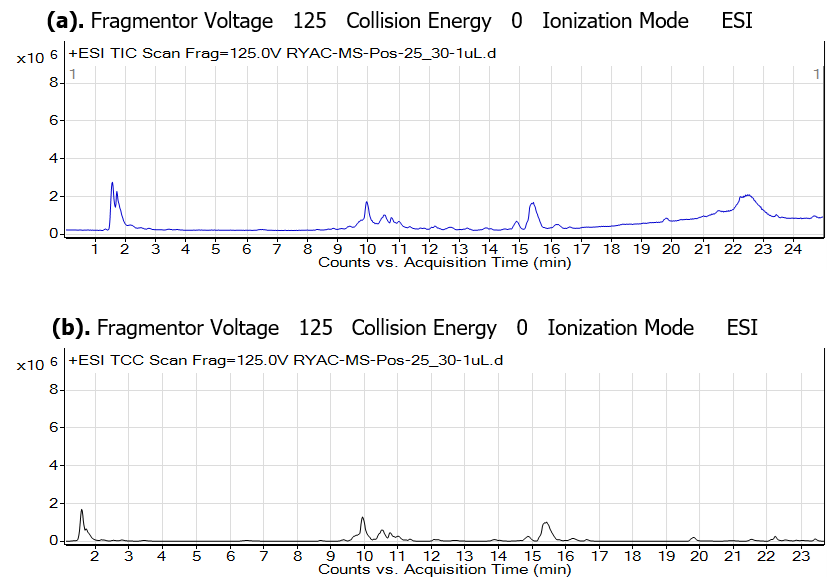 (a). Fragmentor Voltage 125 Collision Energy 0 Ionization Mode ESI
x10 6
+ESI TIC Scan Frag=125.0V RYAC-MS-Pos-25_30-1uL.d
1 1
8
6
4
2
0
1 2 3 4 5 6 7 8 9 10 11 12 13 14 15 16 17 18 19 20 21 22 23 24
Counts vs. Acquisition Time (min)
(b). Fragmentor Voltage 125 Collision Energy 0 Ionization Mode ESI
x10 6
+ESI TCC Scan Frag=125.0V RYAC-MS-Pos-25_30-1uL.d
8
6
4
2
0
2 3 4 5 6 7 8 9 10 11 12 13 14 15 16 17 18 19 20 21 22 23
Counts vs. Acquisition Time (min)